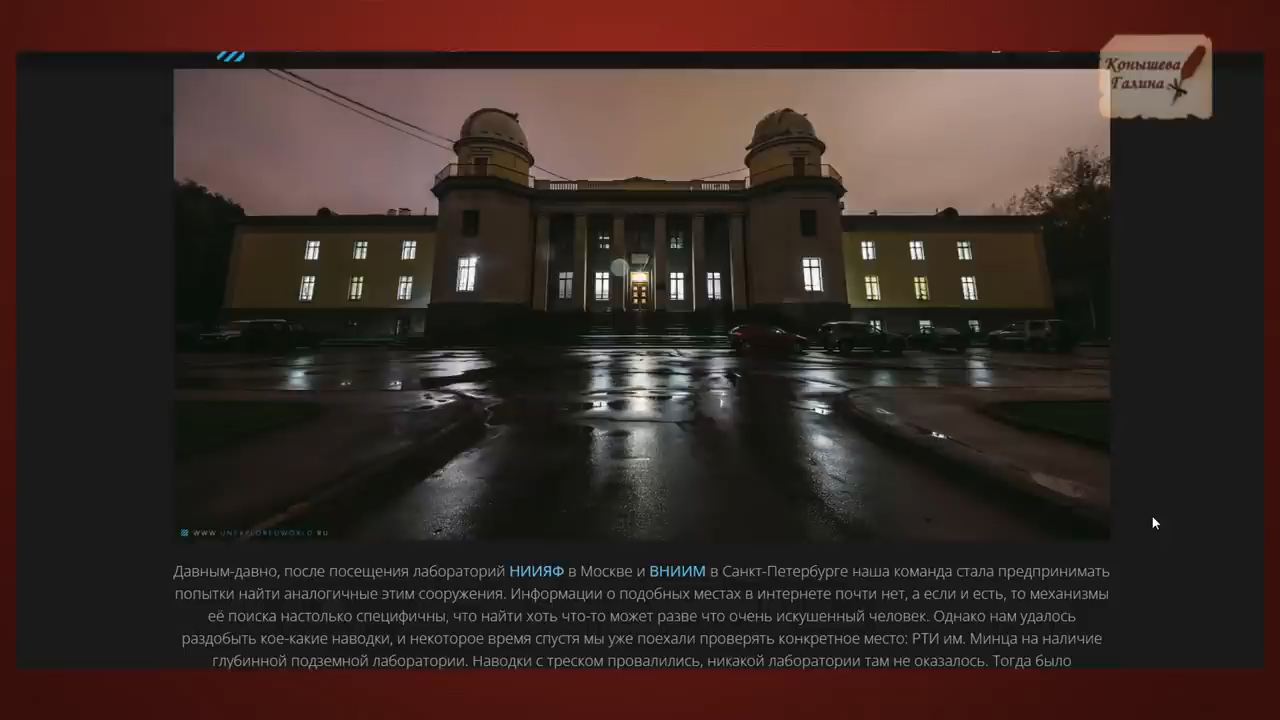 Конышева
Галина
WWW.UNEXPLOREDWORLD.RU
Давным-давно, после посещения лабораторий НИИЯФ в Москве и ВНИИМ в Санкт-Петербурге наша команда стала предпринимать
попытки найти аналогичные этим сооружения. Информации о подобных местах в интернете почти нет, а если и есть, то механизмы
её поиска настолько специфичны, что найти хоть что-то может разве что очень искушенный человек. Однако нам удалось
раздобыть кое-какие наводки, и некоторое время спустя мы уже поехали проверять конкретное место: РТИ им. Минца на наличие
глубинной подземной лаборатории. Наводки с треском провалились, никакой лаборатории там не оказалось. Тогда было